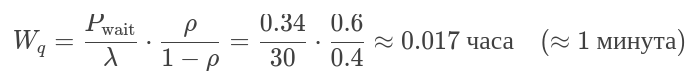 W_q = P_wait / λ · ρ / (1 − ρ) = 0.34 / 30 · 0.6 / 0.4 ≈ 0.017 часа (≈ 1 минута)